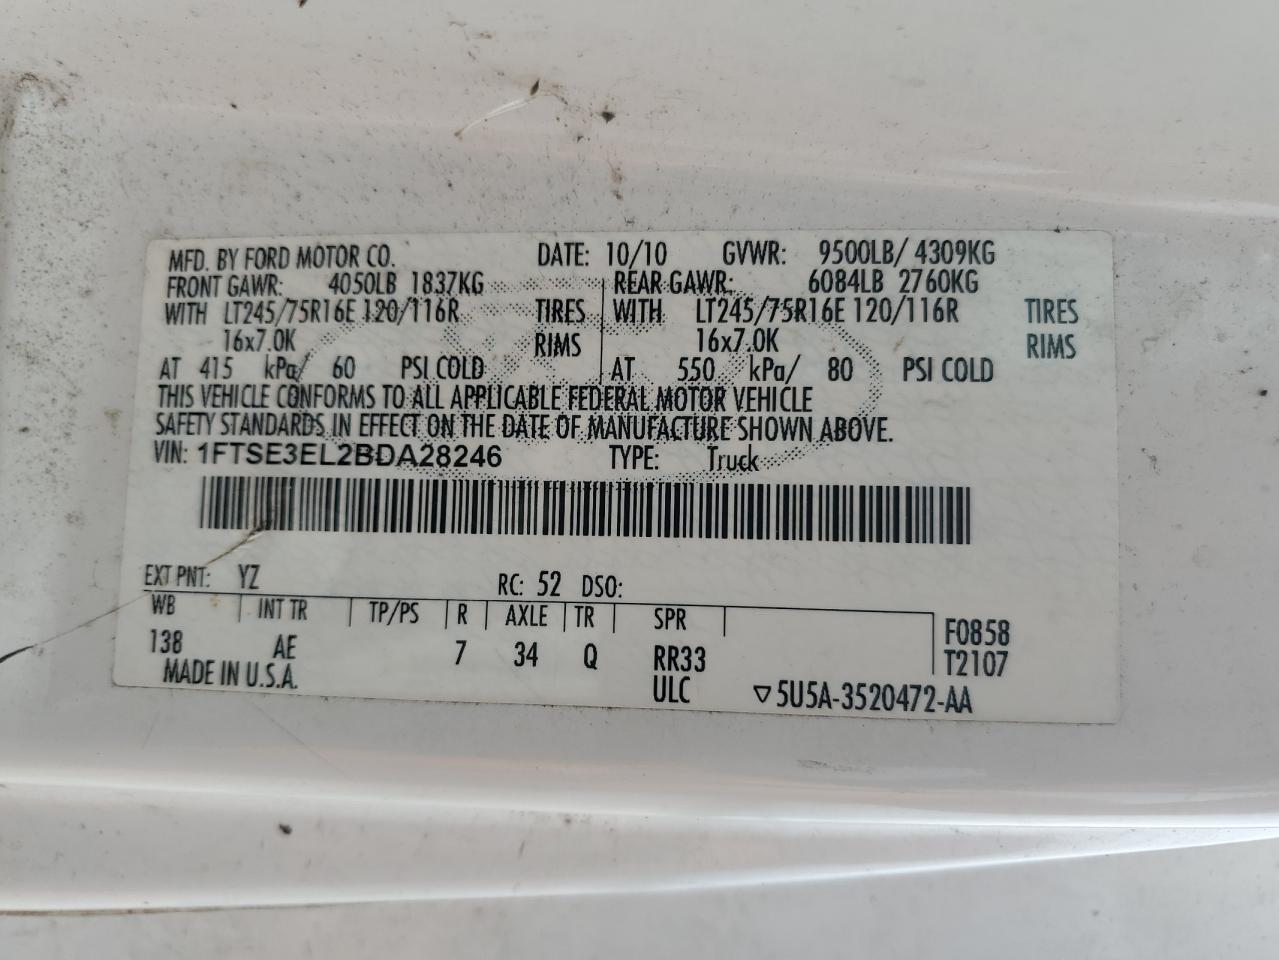 MFD. BY FORD MOTOR CO. DATE: 10/10 GVWR: 9500LB/ 4309KG
FRONT GAWR: 4050LB 1837KG REAR GAWR: 6084LB 2760KG
WITH LT245/75R16E 120/116R TIRES WITH LT245/75R16E 120/116R TIRES
16x7.0K RIMS 16x7.0K RIMS
AT 415 kPa/ 60 PSI COLD AT 550 kPa/ 80 PSI COLD
THIS VEHICLE CONFORMS TO ALL APPLICABLE FEDERAL MOTOR VEHICLE
SAFETY STANDARDS IN EFFECT ON THE DATE OF MANUFACTURE SHOWN ABOVE.
VIN: 1FTSE3EL2BDA28246 TYPE: Truck
EXT PNT: YZ RC: 52 DSO:
WB INT TR TP/PS R AXLE TR SPR F0858
138 AE 7 34 Q RR33 T2107
MADE IN U.S.A. ULC ▽5U5A-3520472-AA